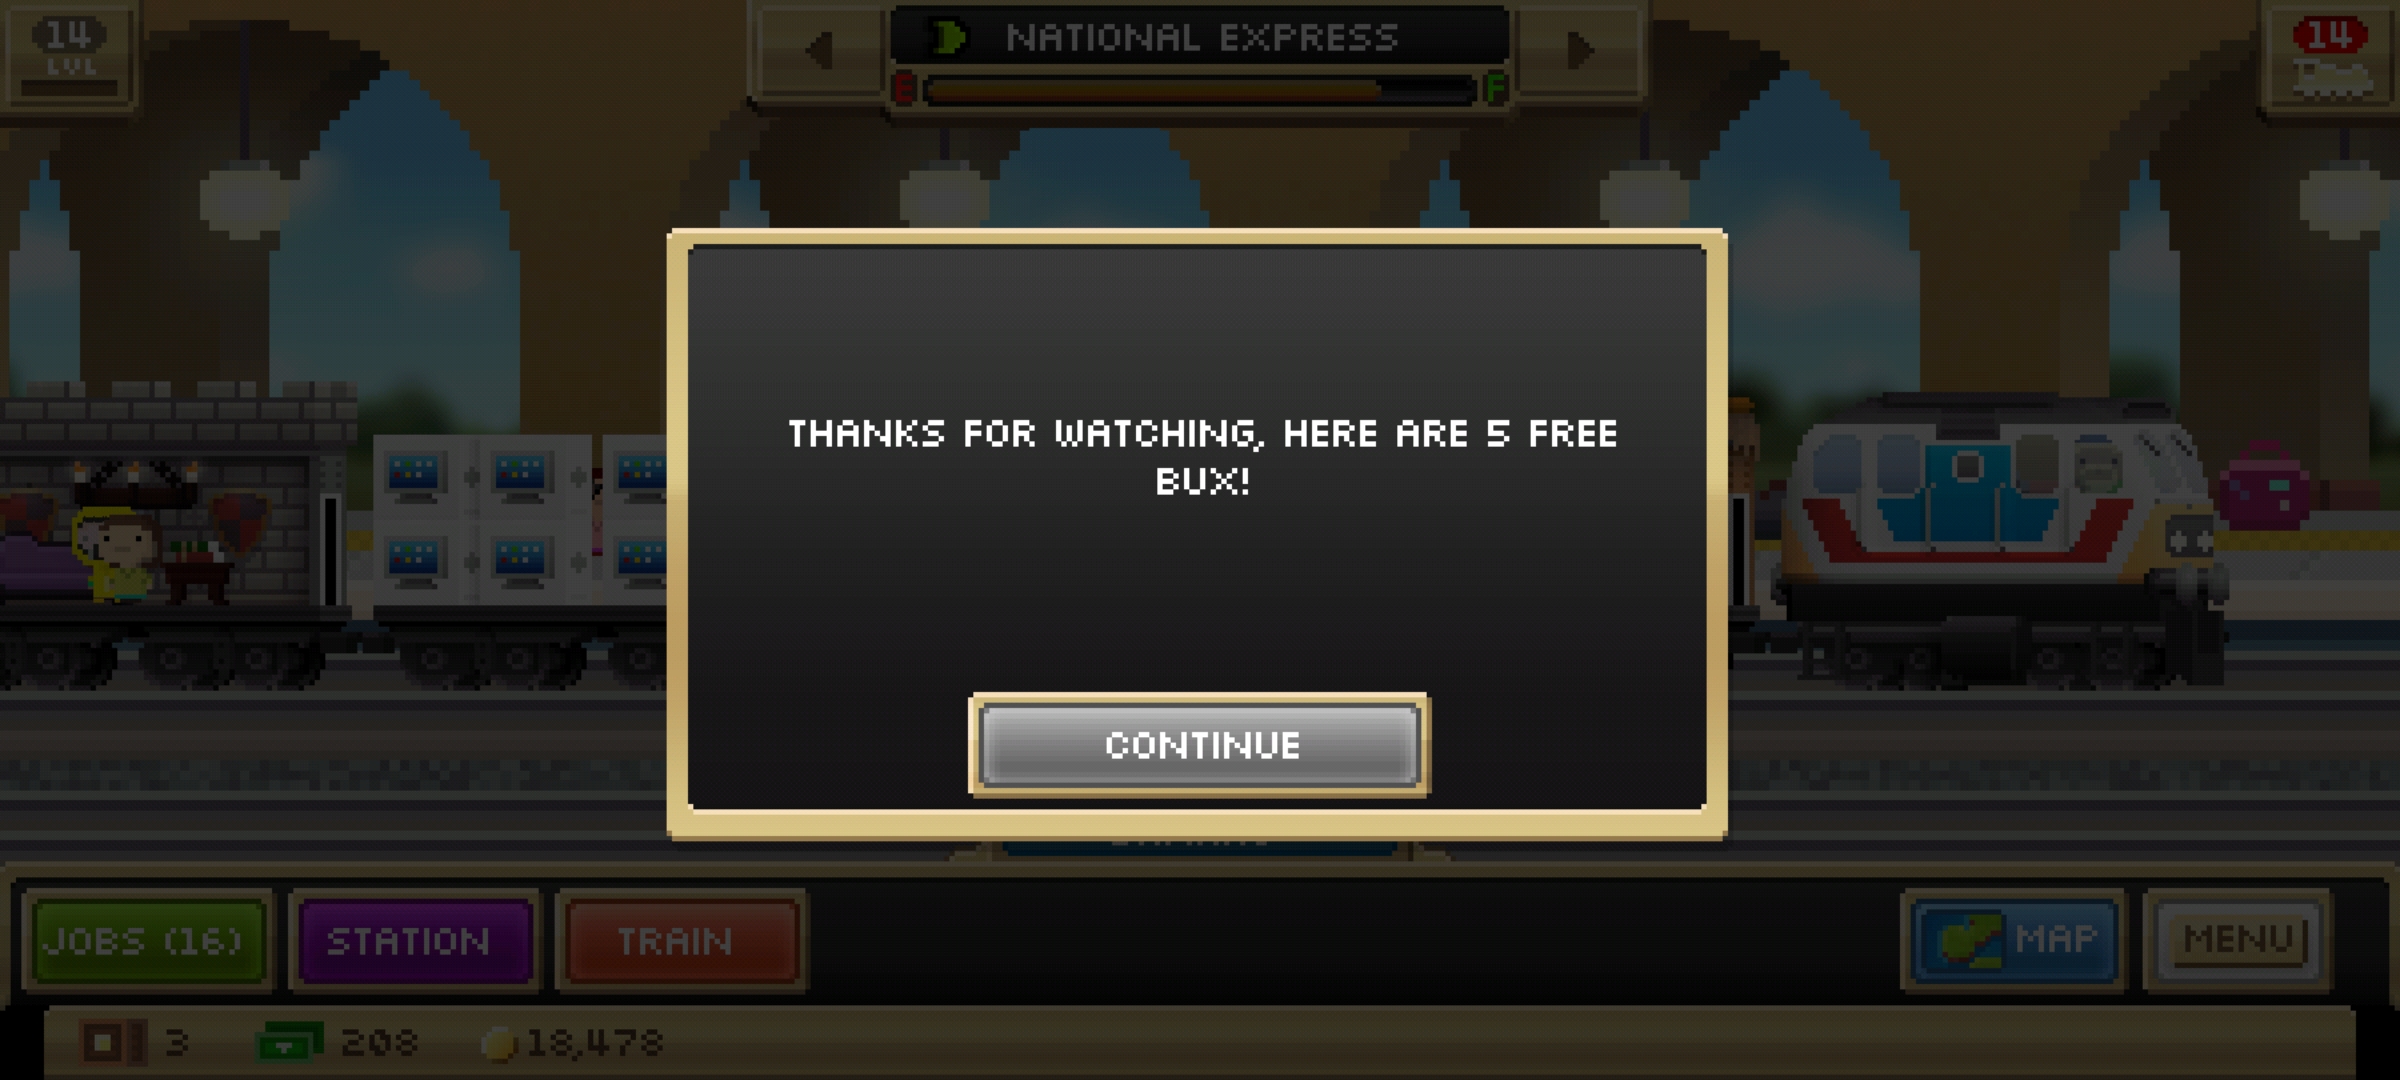 14
LVL
NATIONAL EXPRESS
E
F
14
THANKS FOR WATCHING, HERE ARE 5 FREE
BUX!
CONTINUE
JOBS (16)
STATION
TRAIN
MAP
MENU
3
208
18,478